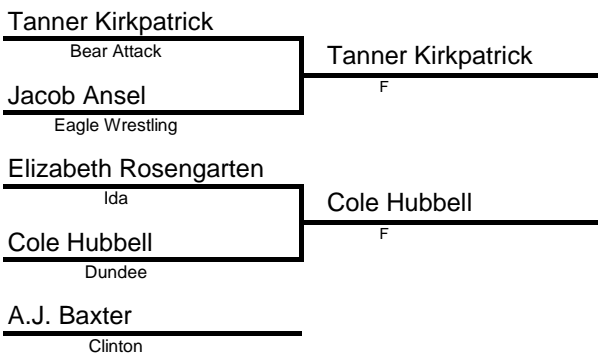 Tanner Kirkpatrick
Bear Attack
Tanner Kirkpatrick
F
Jacob Ansel
Eagle Wrestling
Elizabeth Rosengarten
Ida
Cole Hubbell
F
Cole Hubbell
Dundee
A.J. Baxter
Clinton